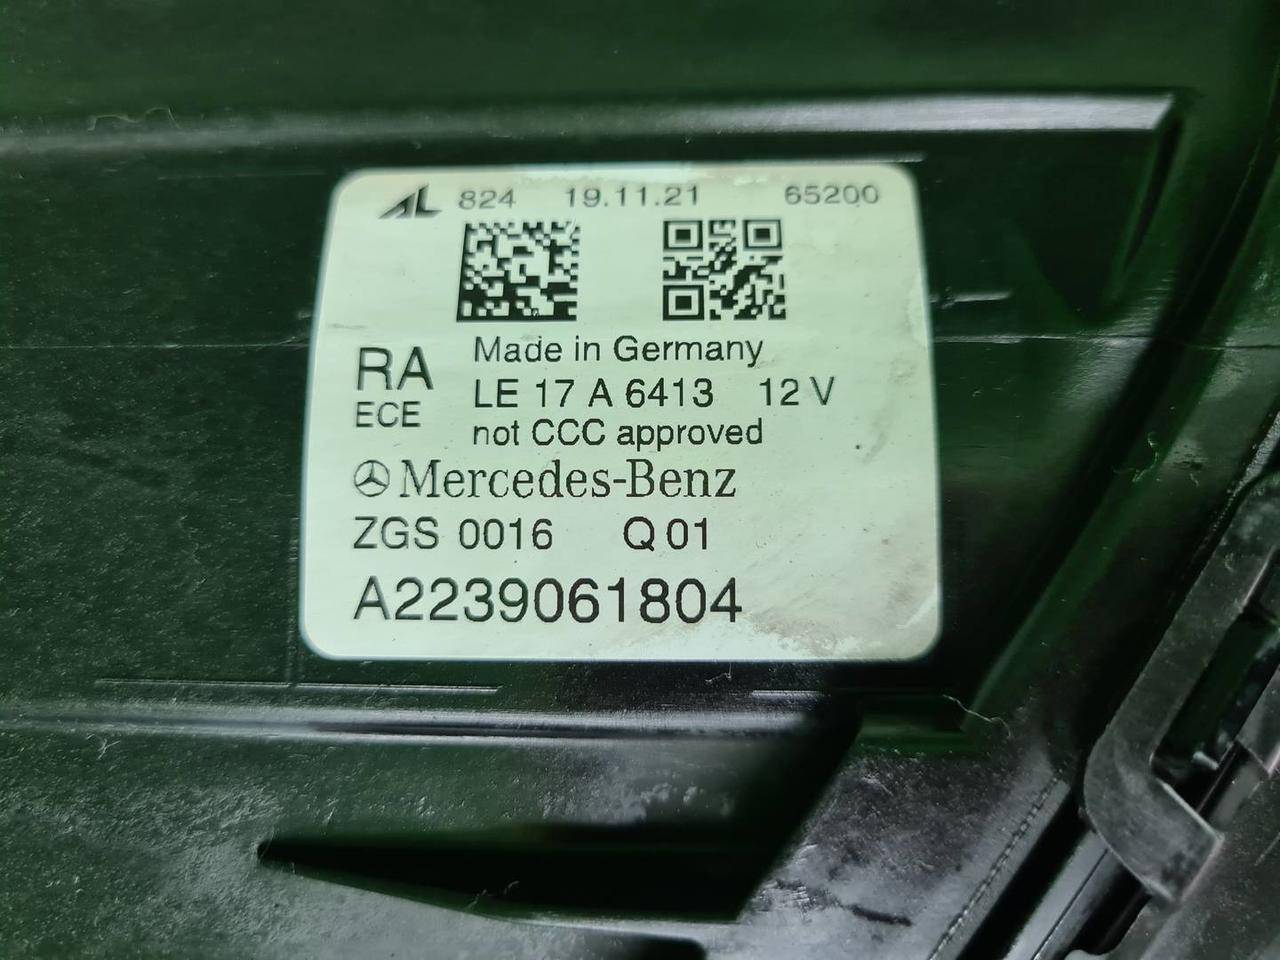 AL 824 19.11.21 65200
Made in Germany
RA LE 17 A 6413 12 V
ECE not CCC approved
Mercedes-Benz
ZGS 0016 Q 01
A2239061804